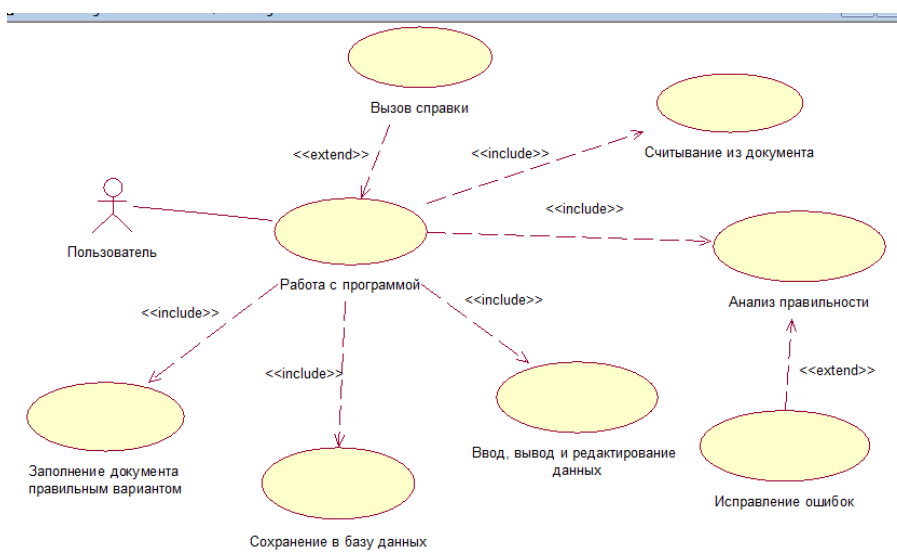 Вызов справки
<<extend>>
<<include>>
Считывание из документа
<<include>>
Пользователь
Работа с программой
Анализ правильности
<<include>>
<<include>>
<<include>>
<<extend>>
Заполнение документа
правильным вариантом
Ввод, вывод и редактирование
данных
Исправление ошибок
Сохранение в базу данных